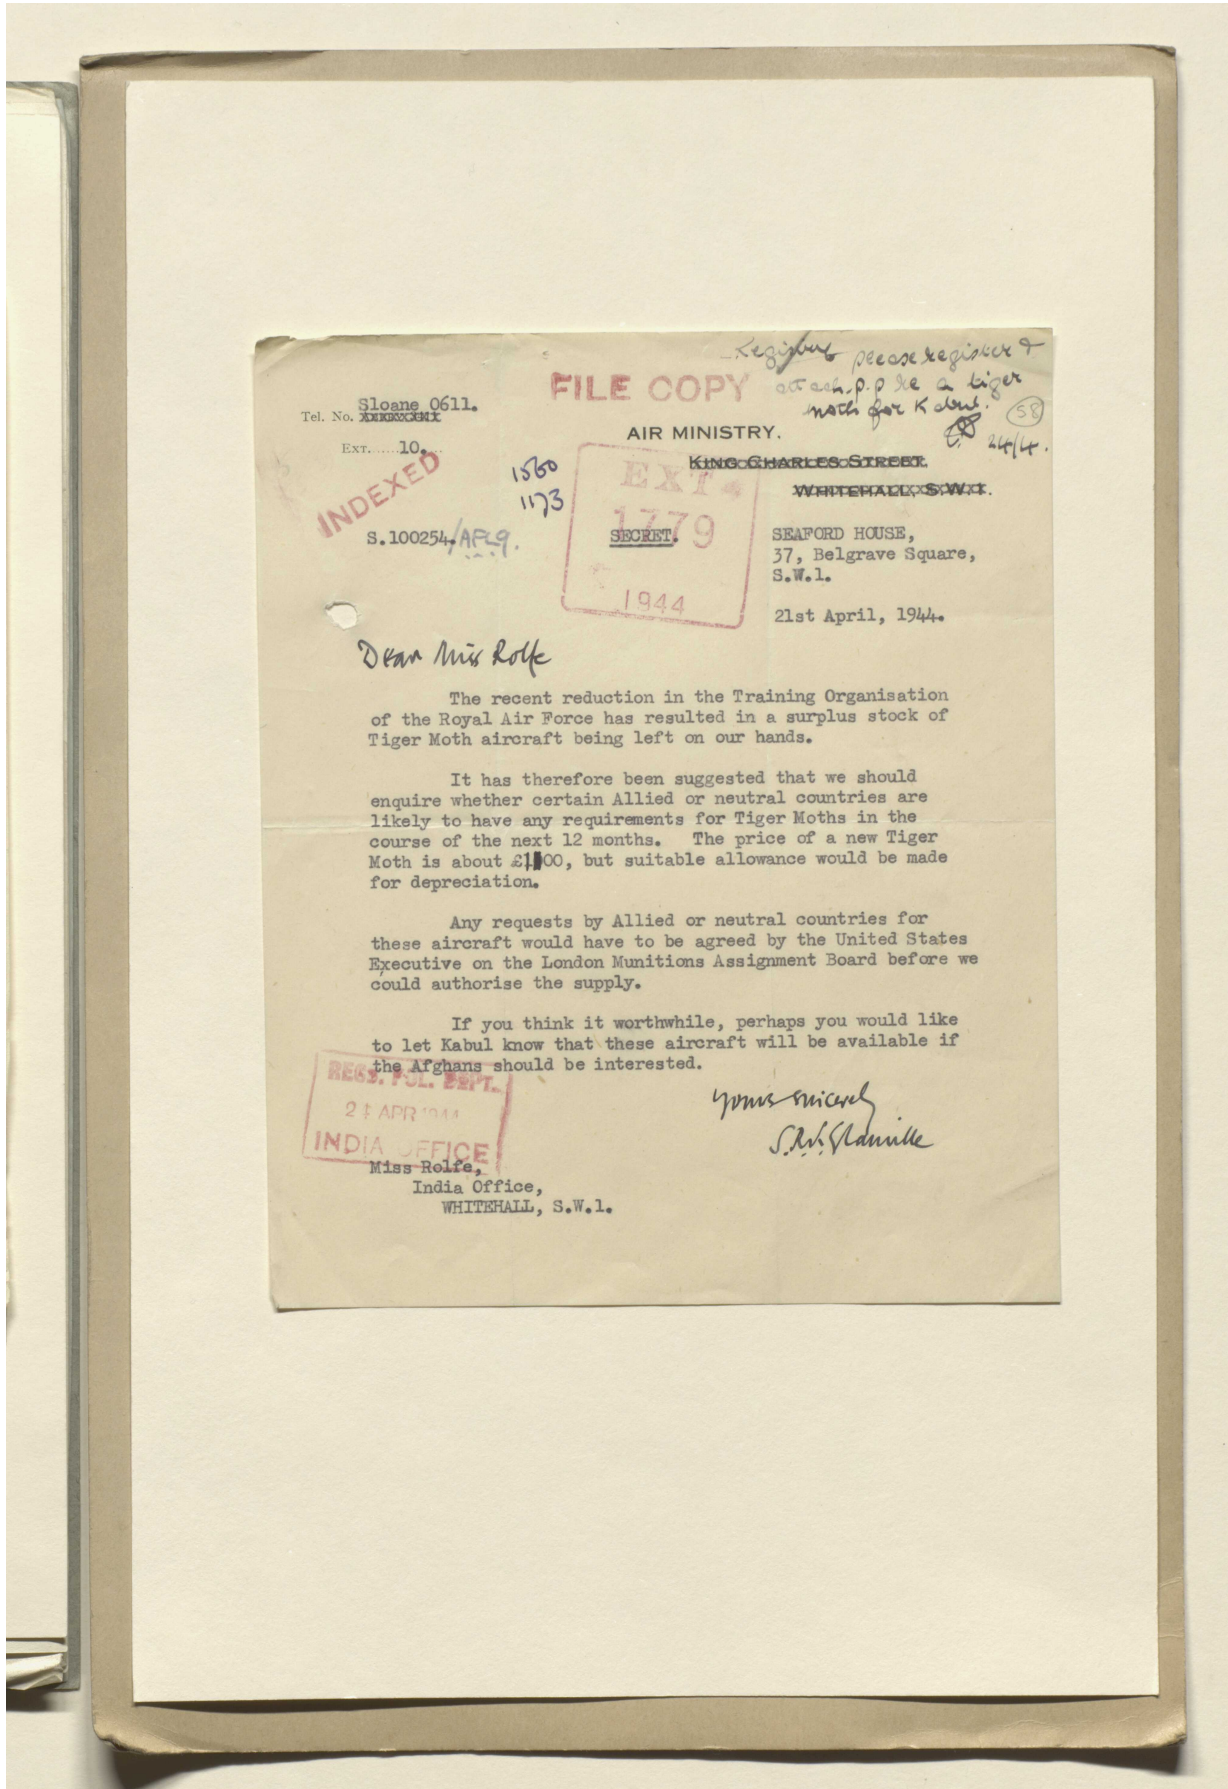 Registry please register &
attach p.p re a tiger
moth for Kabul.
58
24/4.
FILE COPY
Sloane 0611.
Tel. No.
EXT......10.
AIR MINISTRY.
KING CHARLES STREET,
WHITEHALL, S.W.1.
INDEXED
1560
1173
EXT.
1779
1944
S.100254./AFL9.
SECRET.
SEAFORD HOUSE,
37, Belgrave Square,
S.W.1.
21st April, 1944.
Dear Miss Rolfe
The recent reduction in the Training Organisation
of the Royal Air Force has resulted in a surplus stock of
Tiger Moth aircraft being left on our hands.
It has therefore been suggested that we should
enquire whether certain Allied or neutral countries are
likely to have any requirements for Tiger Moths in the
course of the next 12 months. The price of a new Tiger
Moth is about , but suitable allowance would be made
for depreciation.
Any requests by Allied or neutral countries for
these aircraft would have to be agreed by the United States
Executive on the London Munitions Assignment Board before we
could authorise the supply.
If you think it worthwhile, perhaps you would like
to let Kabul know that these aircraft will be available if
the Afghans should be interested.
Yours sincerely
S.R.K. Glanville
REGD. POL. DEPT.
APR 1944
INDIA OFFICE
Miss Rolfe,
India Office,
WHITEHALL, S.W.1.